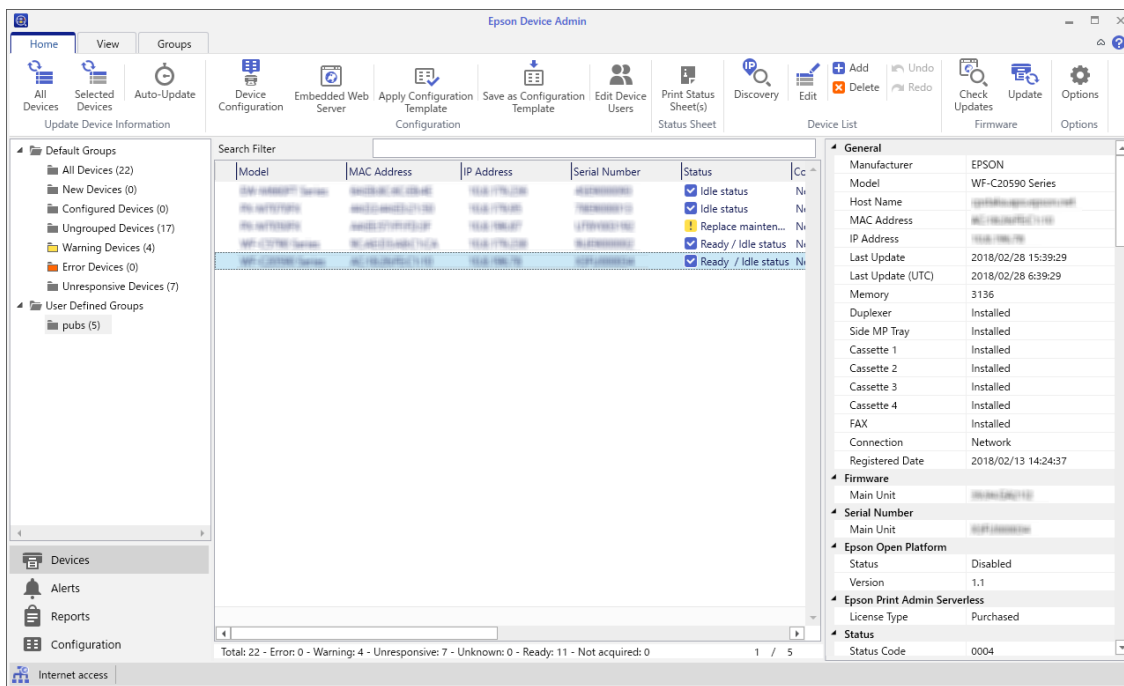 Epson Device Admin
Home View Groups
All Devices
Selected Devices
Auto-Update
Update Device Information
Device Configuration
Embedded Web Server
Apply Configuration Template
Save as Configuration Template
Edit Device Users
Configuration
Print Status Sheet(s)
Status Sheet
Discovery
Edit
Add
Delete
Undo
Redo
Device List
Check Updates
Update
Firmware
Options
Options
Default Groups
All Devices (22)
New Devices (0)
Configured Devices (0)
Ungrouped Devices (17)
Warning Devices (4)
Error Devices (0)
Unresponsive Devices (7)
User Defined Groups
pubs (5)
Devices
Alerts
Reports
Configuration
Search Filter
Model MAC Address IP Address Serial Number Status Cc
Idle status
Idle status
Replace mainten...
Ready / Idle status
Ready / Idle status
Total: 22 - Error: 0 - Warning: 4 - Unresponsive: 7 - Unknown: 0 - Ready: 11 - Not acquired: 0 1 / 5
General
Manufacturer EPSON
Model WF-C20590 Series
Host Name
MAC Address
IP Address
Last Update 2018/02/28 15:39:29
Last Update (UTC) 2018/02/28 6:39:29
Memory 3136
Duplexer Installed
Side MP Tray Installed
Cassette 1 Installed
Cassette 2 Installed
Cassette 3 Installed
Cassette 4 Installed
FAX Installed
Connection Network
Registered Date 2018/02/13 14:24:37
Firmware
Main Unit
Serial Number
Main Unit
Epson Open Platform
Status Disabled
Version 1.1
Epson Print Admin Serverless
License Type Purchased
Status
Status Code 0004
Internet access